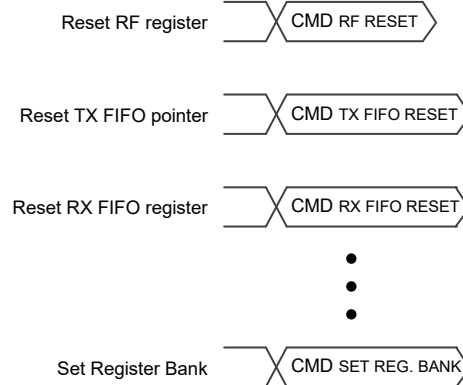 Reset RF register CMD RF RESET
Reset TX FIFO pointer CMD TX FIFO RESET
Reset RX FIFO register CMD RX FIFO RESET
Set Register Bank CMD SET REG. BANK